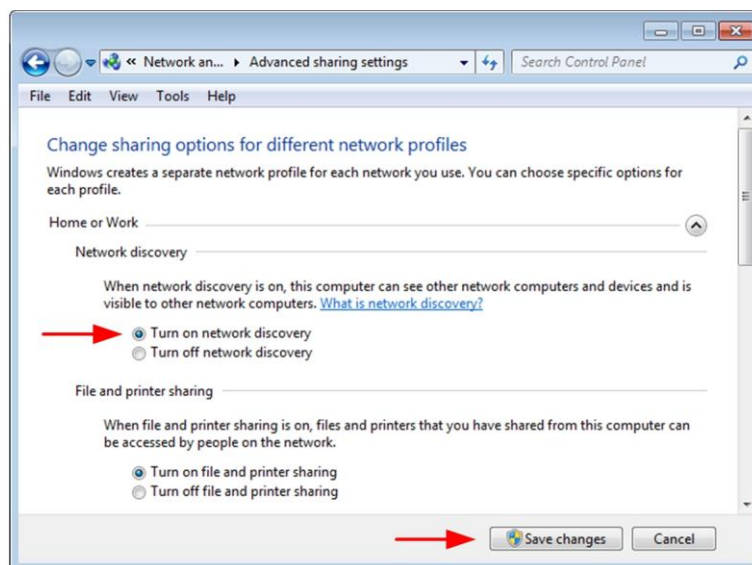 « Network an... ▸ Advanced sharing settings
Search Control Panel
File Edit View Tools Help
Change sharing options for different network profiles
Windows creates a separate network profile for each network you use. You can choose specific options for
each profile.
Home or Work
Network discovery
When network discovery is on, this computer can see other network computers and devices and is
visible to other network computers. What is network discovery?
Turn on network discovery
Turn off network discovery
File and printer sharing
When file and printer sharing is on, files and printers that you have shared from this computer can
be accessed by people on the network.
Turn on file and printer sharing
Turn off file and printer sharing
Save changes Cancel